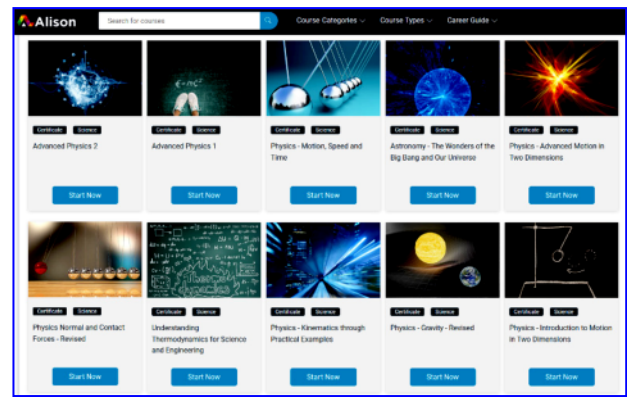 Alison
Search for courses
Course Categories
Course Types
Career Guide
Certificate Science
Advanced Physics 2
Start Now
Certificate Science
Advanced Physics 1
Start Now
Certificate Science
Physics - Motion, Speed and
Time
Start Now
Certificate Science
Astronomy - The Wonders of the
Big Bang and Our Universe
Start Now
Certificate Science
Physics - Advanced Motion in
Two Dimensions
Start Now
Certificate Science
Physics Normal and Contact
Forces - Revised
Start Now
Certificate Science
Understanding
Thermodynamics for Science
and Engineering
Start Now
Certificate Science
Physics - Kinematics through
Practical Examples
Start Now
Certificate Science
Physics - Gravity - Revised
Start Now
Certificate Science
Physics - Introduction to Motion
in Two Dimensions
Start Now